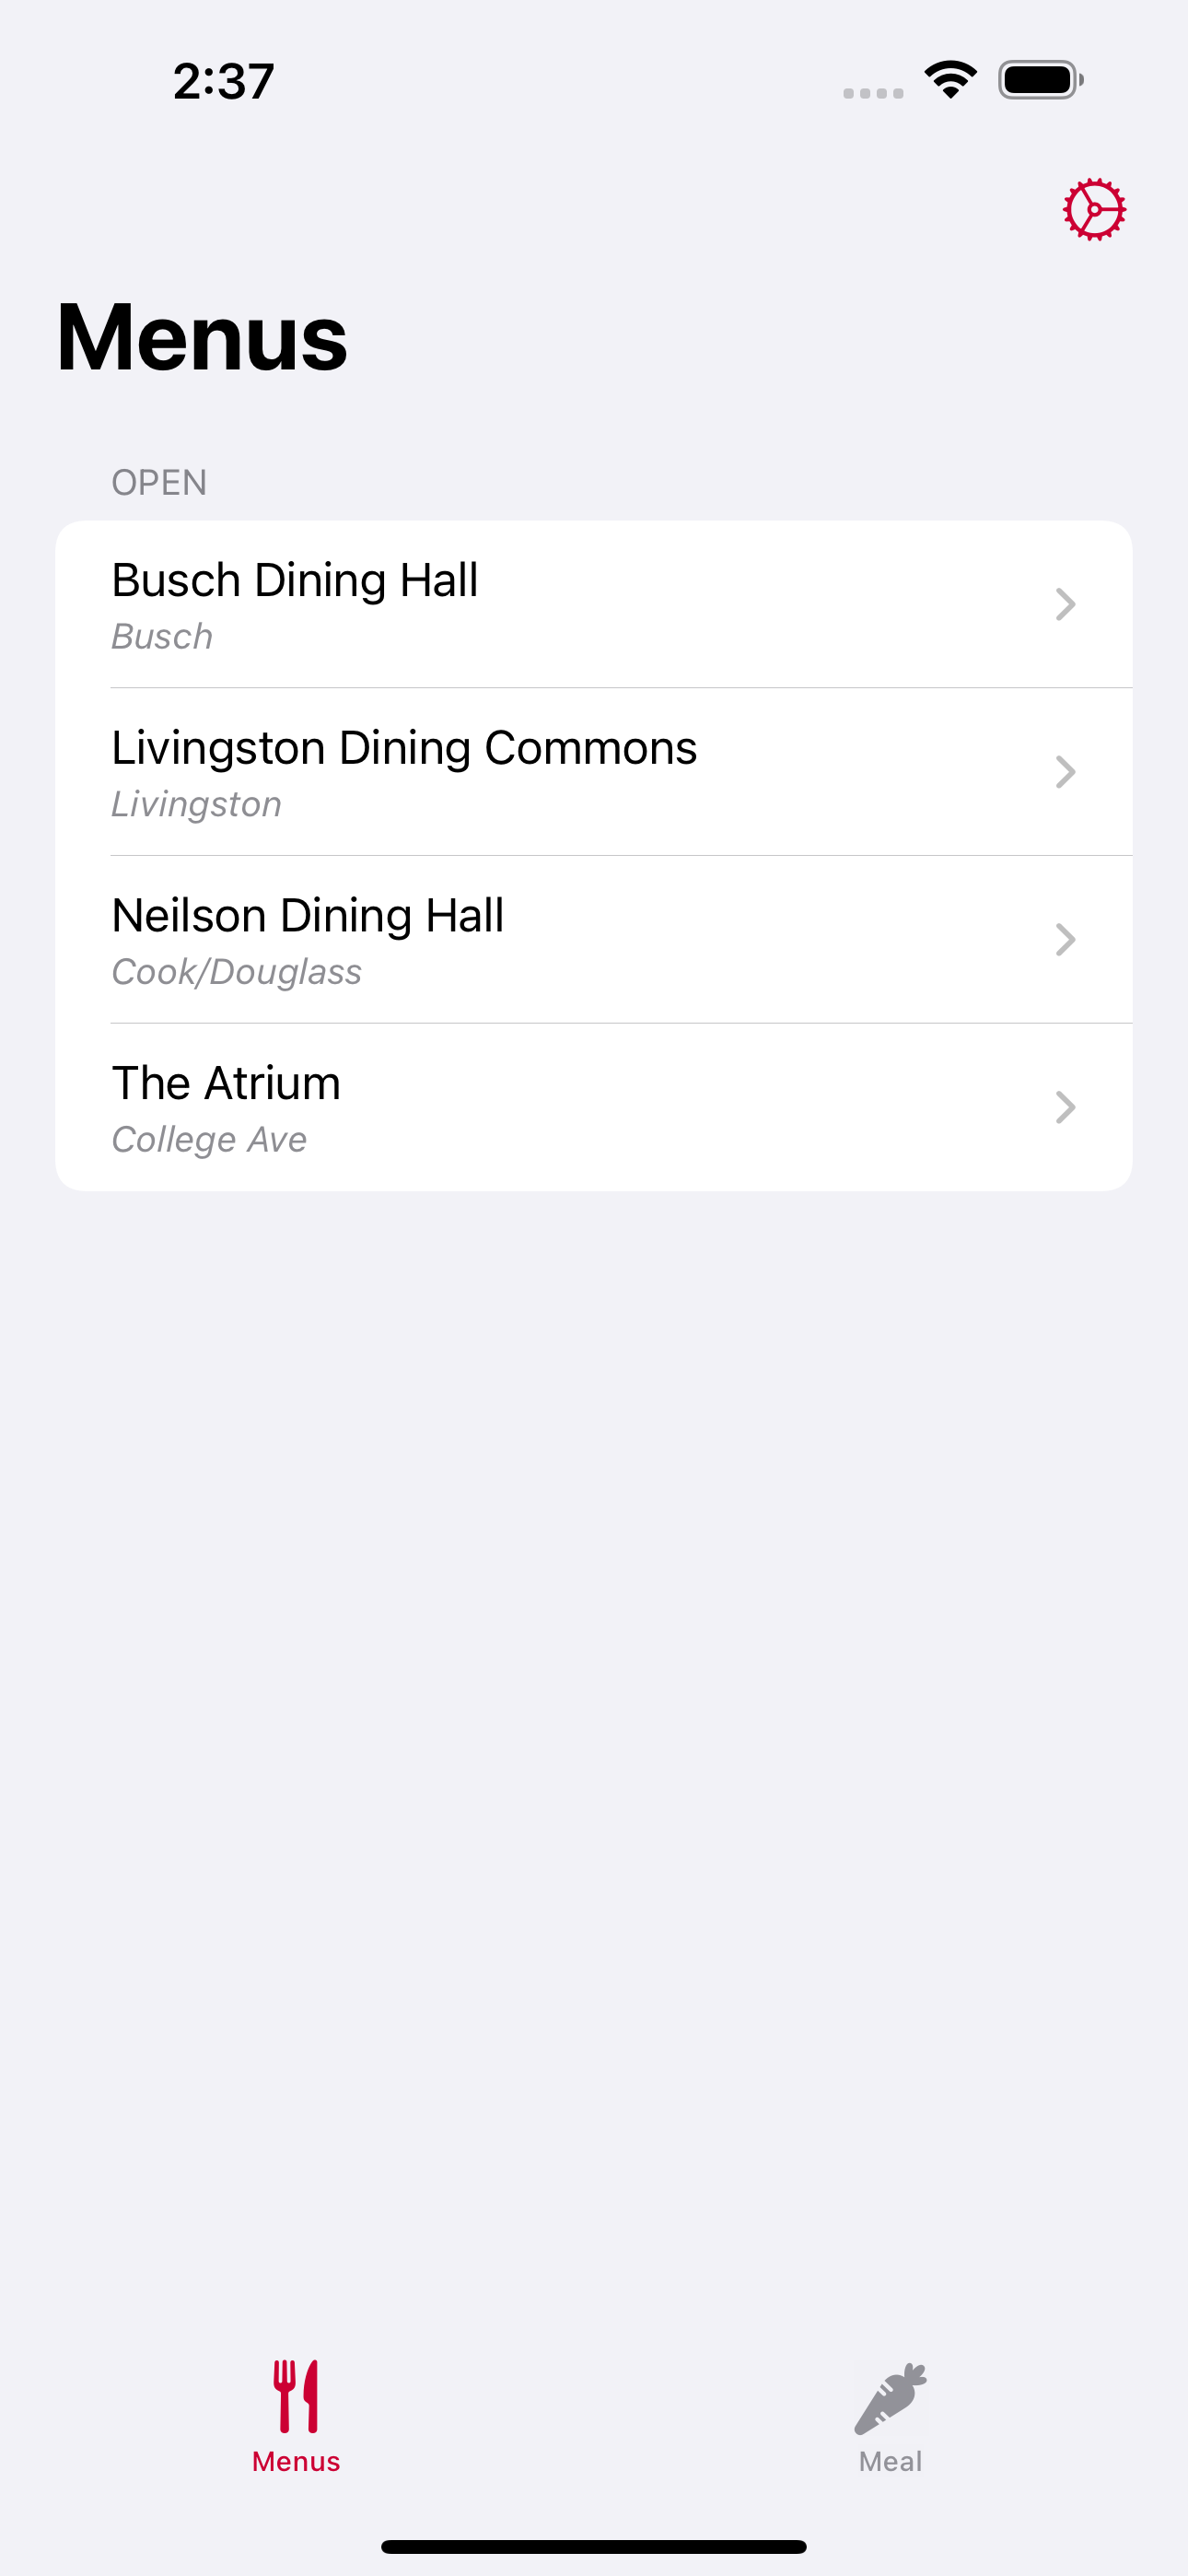 2:37
Menus
OPEN
Busch Dining Hall
Busch
Livingston Dining Commons
Livingston
Neilson Dining Hall
Cook/Douglass
The Atrium
College Ave
Menus
Meal